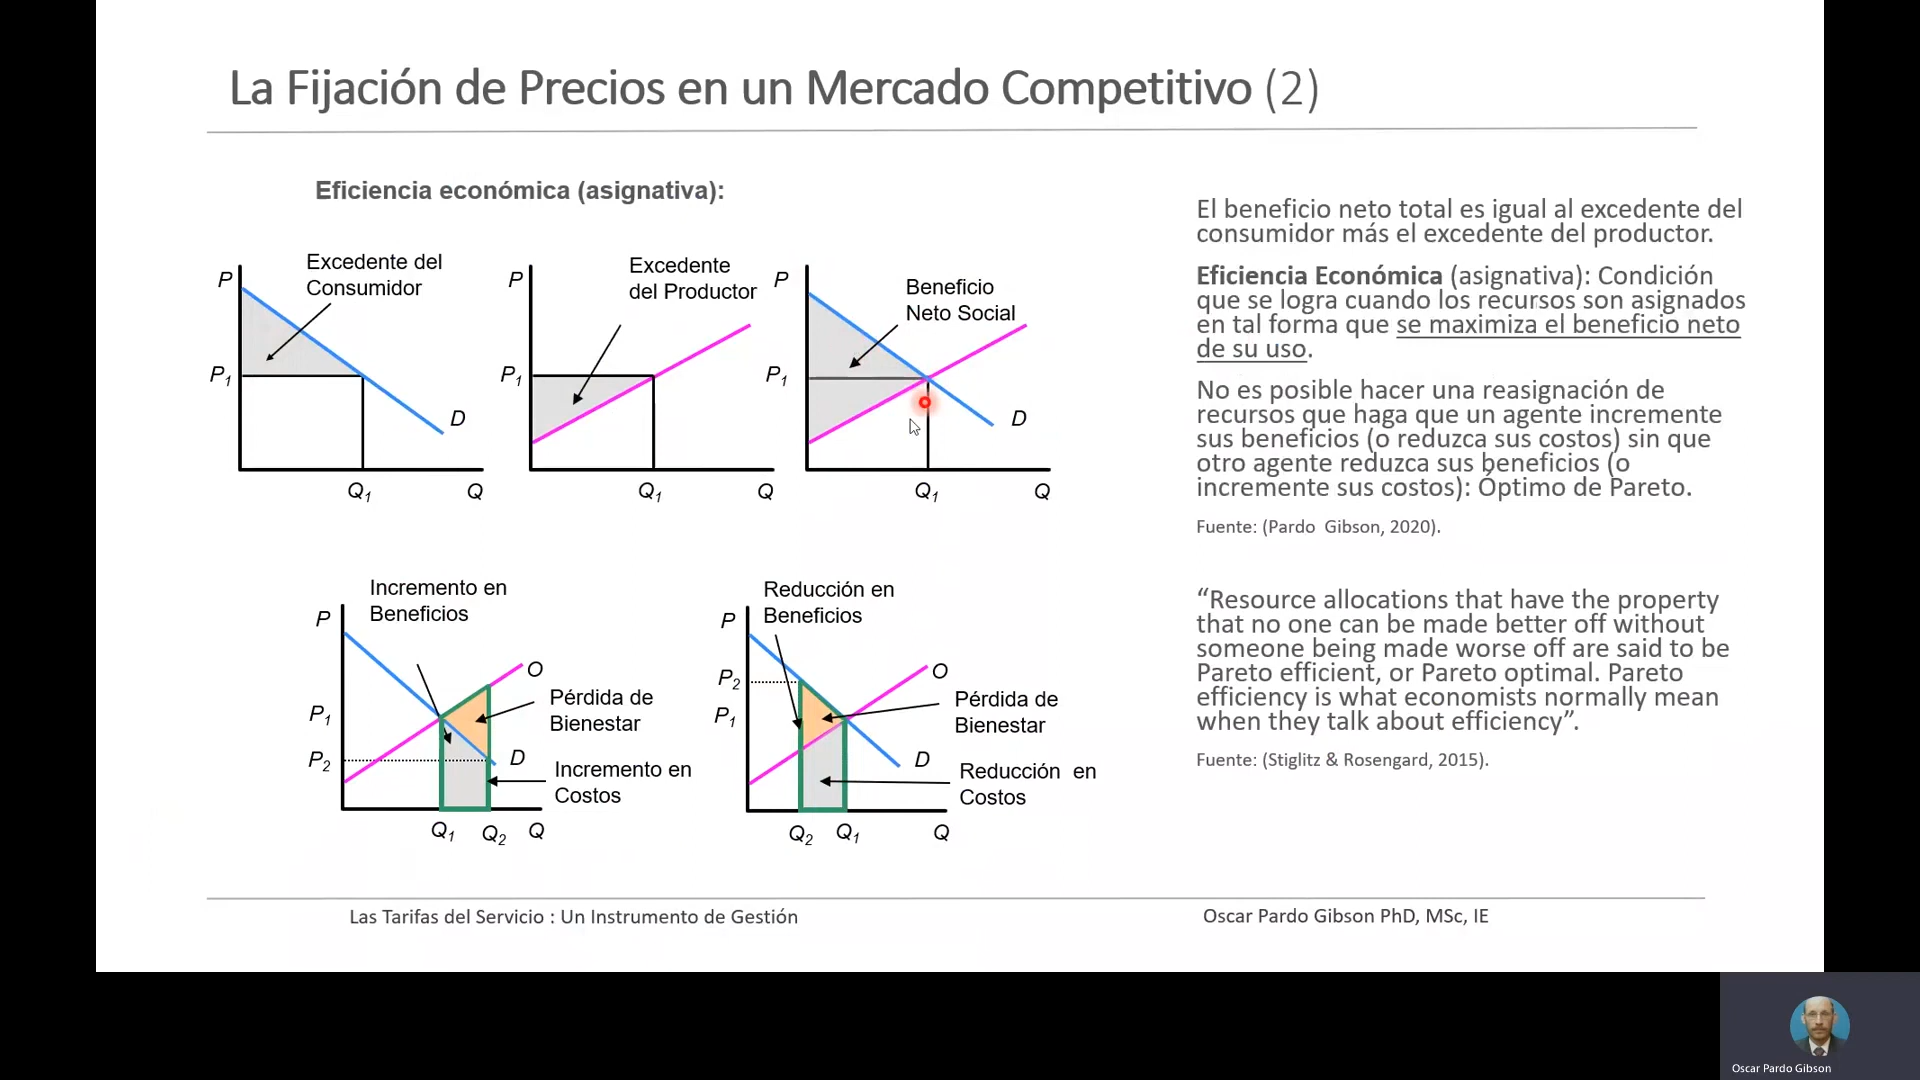 La Fijación de Precios en un Mercado Competitivo (2)
Eficiencia económica (asignativa):
Excedente del
Consumidor
P
P1
D
Q1
Q
Excedente
del Productor
P
P1
Q1
Q
Beneficio
Neto Social
P
P1
D
Q1
Q
Incremento en
Beneficios
P
O
Pérdida de
Bienestar
P1
P2
D
Incremento en
Costos
Q1
Q2
Q
Reducción en
Beneficios
P
O
P2
Pérdida de
Bienestar
P1
D
Reducción en
Costos
Q2
Q1
Q
El beneficio neto total es igual al excedente del
consumidor más el excedente del productor.
Eficiencia Económica (asignativa): Condición
que se logra cuando los recursos son asignados
en tal forma que se maximiza el beneficio neto
de su uso.
No es posible hacer una reasignación de
recursos que haga que un agente incremente
sus beneficios (o reduzca sus costos) sin que
otro agente reduzca sus beneficios (o
incremente sus costos): Óptimo de Pareto.
Fuente: (Pardo Gibson, 2020).
“Resource allocations that have the property
that no one can be made better off without
someone being made worse off are said to be
Pareto efficient, or Pareto optimal. Pareto
efficiency is what economists normally mean
when they talk about efficiency”.
Fuente: (Stiglitz & Rosengard, 2015).
Las Tarifas del Servicio : Un Instrumento de Gestión
Oscar Pardo Gibson PhD, MSc, IE
Oscar Pardo Gibson